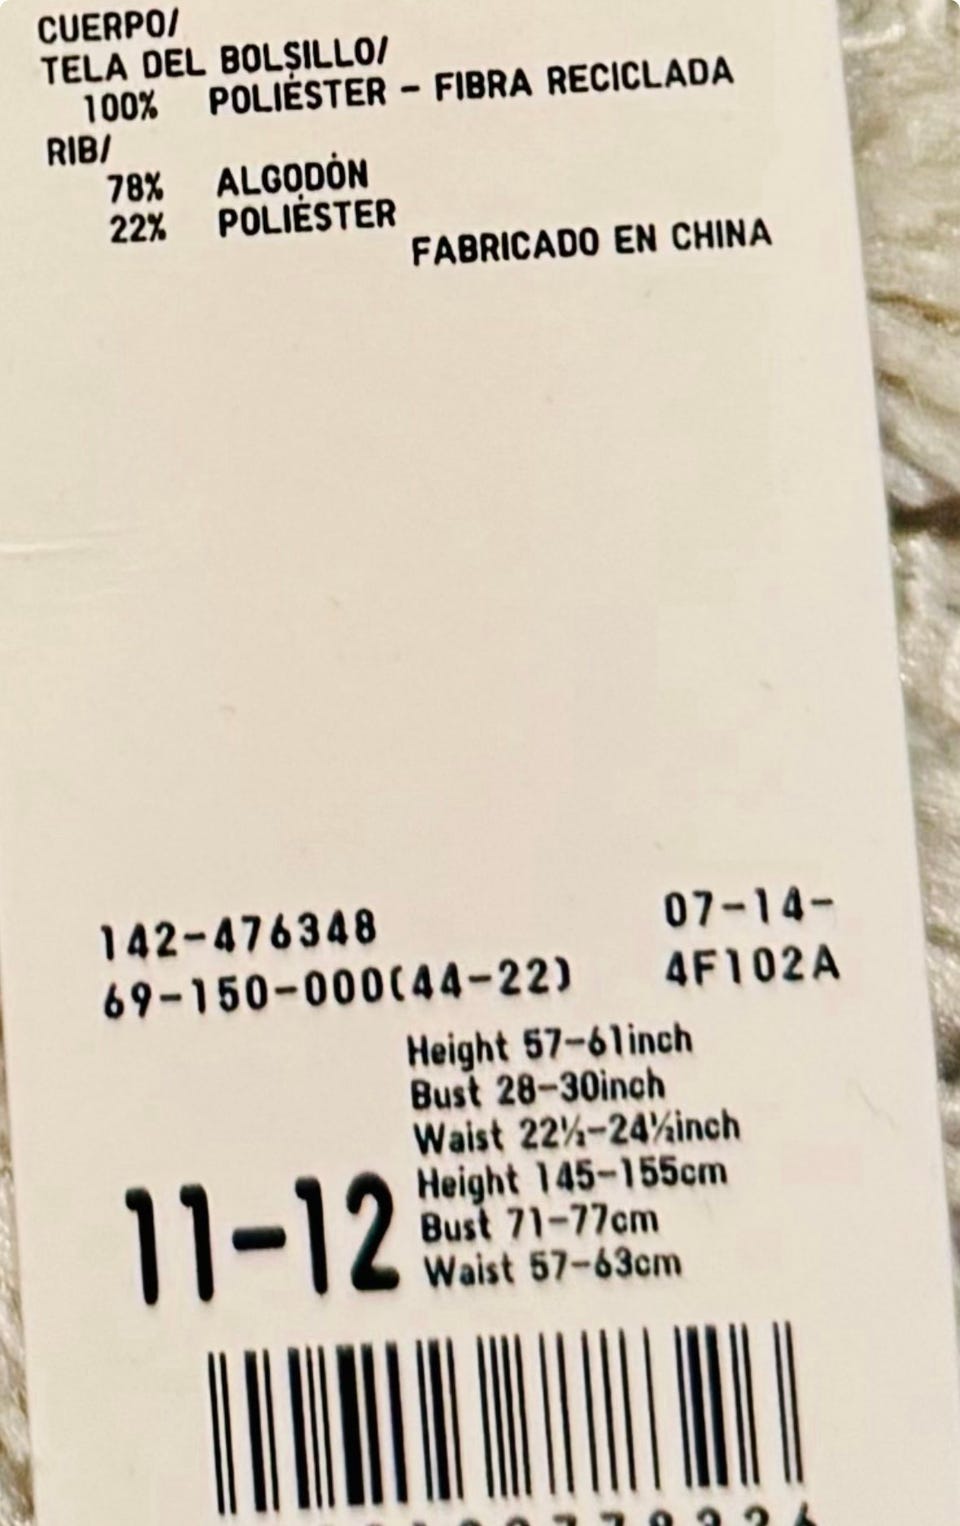 CUERPO/
TELA DEL BOLSILLO/
100% POLIÉSTER - FIBRA RECICLADA
RIB/
78% ALGODÓN
22% POLIÉSTER
FABRICADO EN CHINA
142-476348 07-14-
69-150-000(44-22) 4F102A
Height 57-61inch
Bust 28-30inch
Waist 22½-24½inch
11-12
Height 145-155cm
Bust 71-77cm
Waist 57-63cm